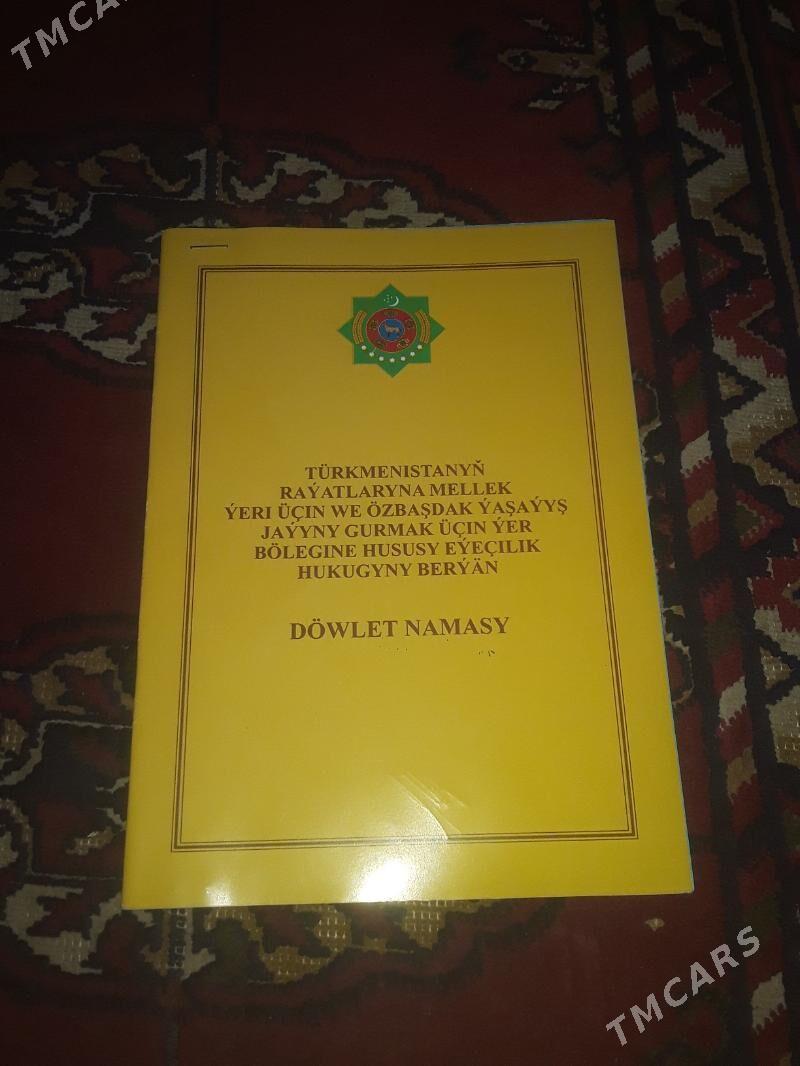 TMCARS
TÜRKMENISTANYŇ
RAÝATLARYNA MELLEK
ÝERI ÜÇIN WE ÖZBAŞDAK ÝAŞAÝYŞ
JAÝYNY GURMAK ÜÇIN ÝER
BÖLEGINE HUSUSY EÝEÇILIK
HUKUGYNY BERÝÄN
DÖWLET NAMASY
TMCARS